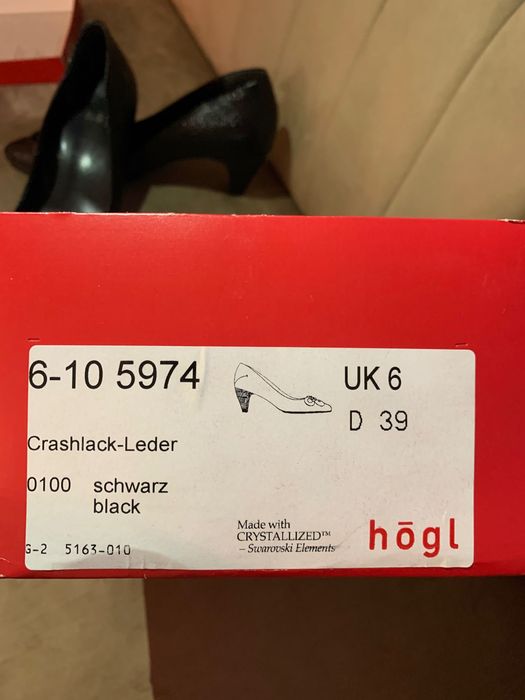 6-10 5974
UK 6
D 39
Crashlack-Leder
0100 schwarz
black
Made with
CRYSTALLIZED™
– Swarovski Elements
högl
G-2 5163-010